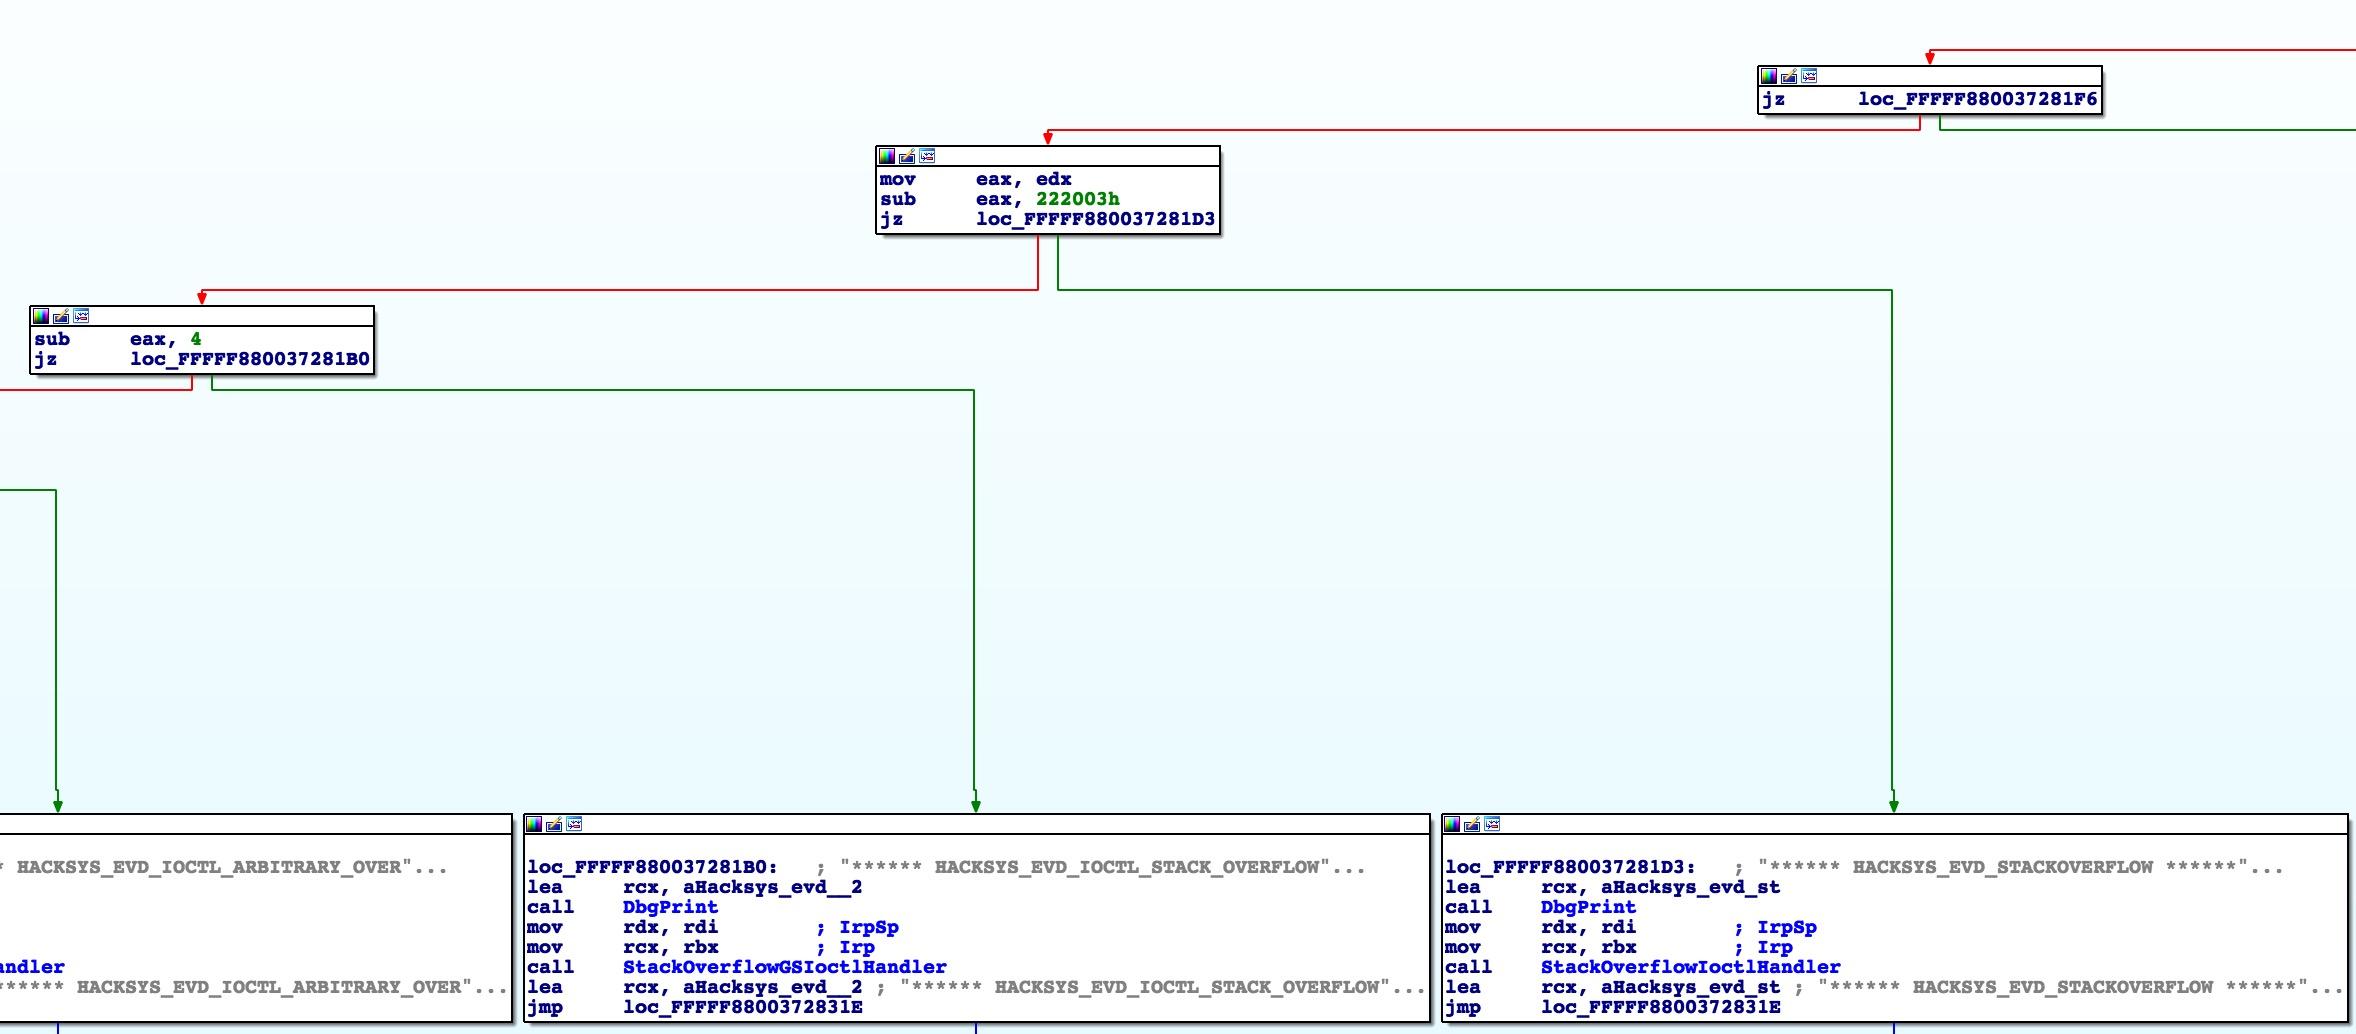 jz loc_FFFFF880037281F6
mov eax, edx
sub eax, 222003h
jz loc_FFFFF880037281D3
sub eax, 4
jz loc_FFFFF880037281B0
* HACKSYS_EVD_IOCTL_ARBITRARY_OVER"...
andler
****** HACKSYS_EVD_IOCTL_ARBITRARY_OVER"...
loc_FFFFF880037281B0: ; "****** HACKSYS_EVD_IOCTL_STACK_OVERFLOW"...
lea rcx, aHacksys_evd__2
call DbgPrint
mov rdx, rdi ; IrpSp
mov rcx, rbx ; Irp
call StackOverflowGSIoctlHandler
lea rcx, aHacksys_evd__2 ; "****** HACKSYS_EVD_IOCTL_STACK_OVERFLOW"...
jmp loc_FFFFF8800372831E
loc_FFFFF880037281D3: ; "****** HACKSYS_EVD_STACKOVERFLOW ******"...
lea rcx, aHacksys_evd_st
call DbgPrint
mov rdx, rdi ; IrpSp
mov rcx, rbx ; Irp
call StackOverflowIoctlHandler
lea rcx, aHacksys_evd_st ; "****** HACKSYS_EVD_STACKOVERFLOW ******"...
jmp loc_FFFFF8800372831E